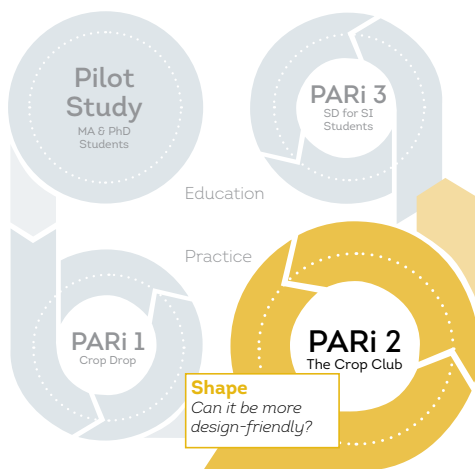 Pilot
Study
MA & PhD
Students
PARi 3
SD for SI
Students
Education
Practice
PARi 1
Crop Drop
PARi 2
The Crop Club
Shape
Can it be more
design-friendly?